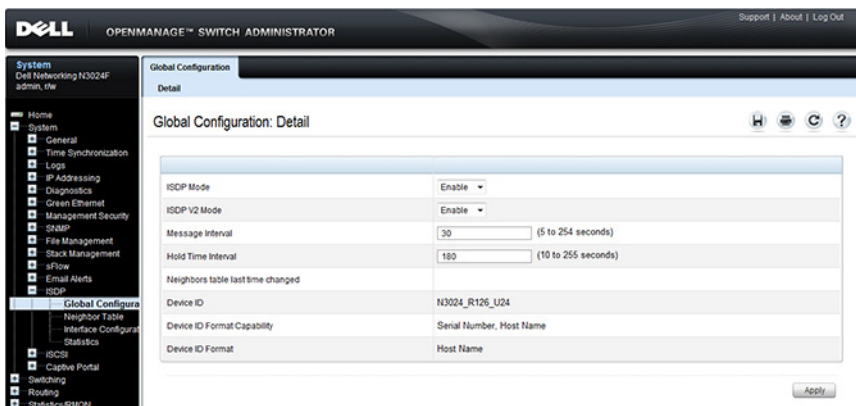 Support | About | Log Out
DELL
OPENMANAGE™ SWITCH ADMINISTRATOR
System
Dell Networking N3024F
admin, r/w
Home
System
General
Time Synchronization
Logs
IP Addressing
Diagnostics
Green Ethernet
Management Security
SNMP
File Management
Stack Management
sFlow
Email Alerts
ISDP
Global Configura
Neighbor Table
Interface Configurat
Statistics
iSCSI
Captive Portal
Switching
Routing
Statistics/RMON
Global Configuration
Detail
Global Configuration: Detail
?
ISDP Mode Enable
ISDP V2 Mode Enable
Message Interval 30 (5 to 254 seconds)
Hold Time Interval 180 (10 to 255 seconds)
Neighbors table last time changed
Device ID N3024_R126_U24
Device ID Format Capability Serial Number, Host Name
Device ID Format Host Name
Apply